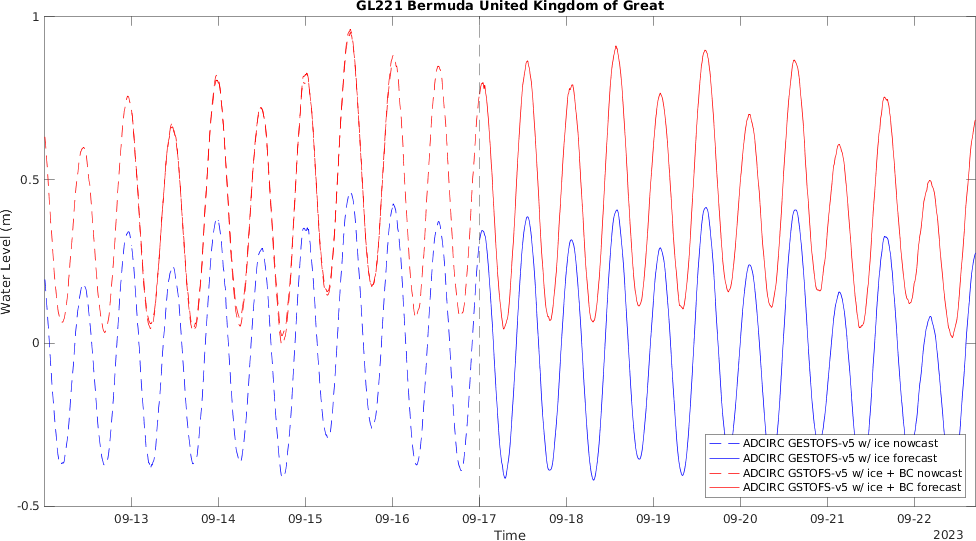 GL221 Bermuda United Kingdom of Great
1
0.5
0
-0.5
Water Level (m)
09-13 09-14 09-15 09-16 09-17 09-18 09-19 09-20 09-21 09-22
Time
2023
ADCIRC GESTOFS-v5 w/ ice nowcast
ADCIRC GESTOFS-v5 w/ ice forecast
ADCIRC GSTOFS-v5 w/ ice + BC nowcast
ADCIRC GSTOFS-v5 w/ ice + BC forecast